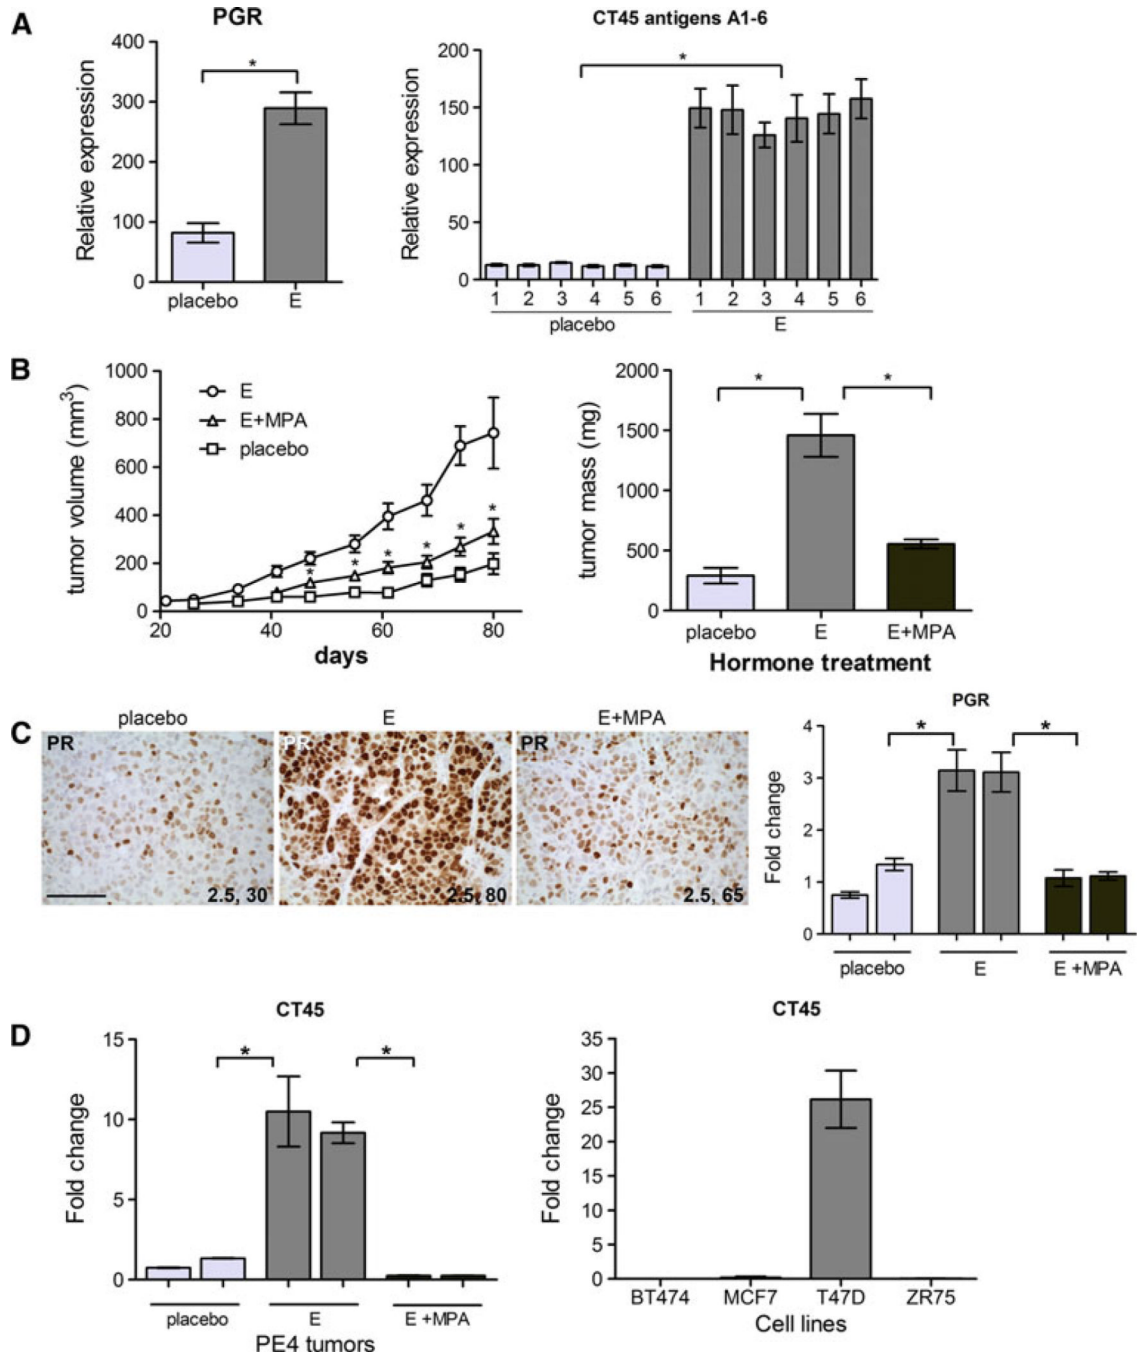 A
PGR
Relative expression
400
300
200
100
0
*
placebo E
CT45 antigens A1-6
Relative expression
200
150
100
50
0
*
1 2 3 4 5 6 1 2 3 4 5 6
placebo E
B
tumor volume (mm3)
1000
800
600
400
200
0
E
E+MPA
placebo
* * * * * *
20 40 60 80
days
tumor mass (mg)
2000
1500
1000
500
0
* *
placebo E E+MPA
Hormone treatment
C
placebo E E+MPA
PR PR PR
2.5, 30 2.5, 80 2.5, 65
PGR
Fold change
4
3
2
1
0
* *
placebo E E +MPA
D
CT45
Fold change
15
10
5
0
* *
placebo E E +MPA
PE4 tumors
CT45
Fold change
35
30
25
20
15
10
5
0
BT474 MCF7 T47D ZR75
Cell lines